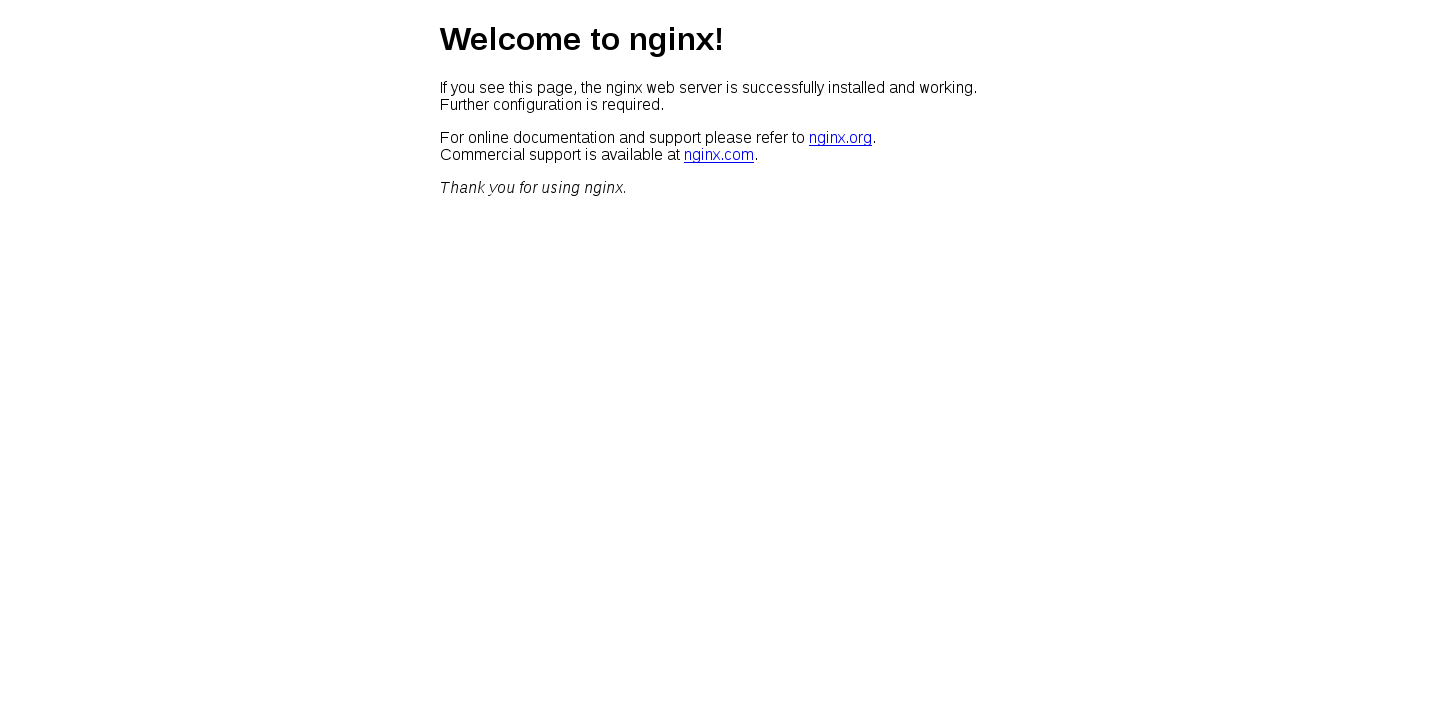 Welcome to nginx!
If you see this page, the nginx web server is successfully installed and working.
Further configuration is required.
For online documentation and support please refer to nginx.org.
Commercial support is available at nginx.com.
Thank you for using nginx.